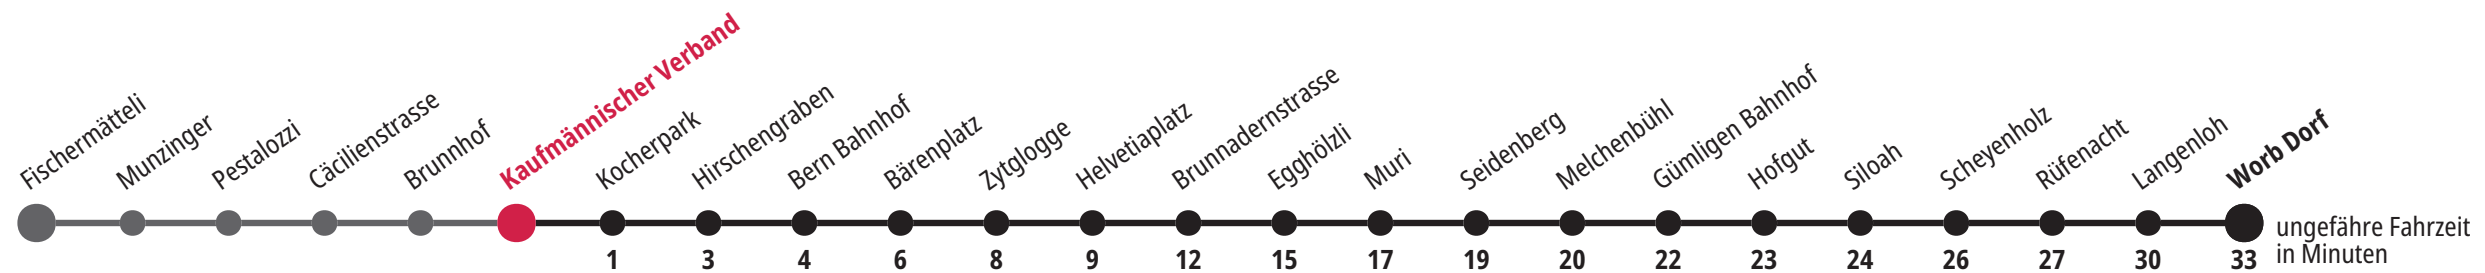 Fischermätteli
Munzinger
Pestalozzi
Cäcilienstrasse
Brunnhof
Kaufmännischer Verband
Kocherpark
Hirschengraben
Bern Bahnhof
Bärenplatz
Zytglogge
Helvetiaplatz
Brunnadernstrasse
Egghölzli
Muri
Seidenberg
Melchenbühl
Gümligen Bahnhof
Hofgut
Siloah
Scheyenholz
Rüfenacht
Langenloh
Worb Dorf
1 3 4 6 8 9 12 15 17 19 20 22 23 24 26 27 30 33
ungefähre Fahrzeit
in Minuten